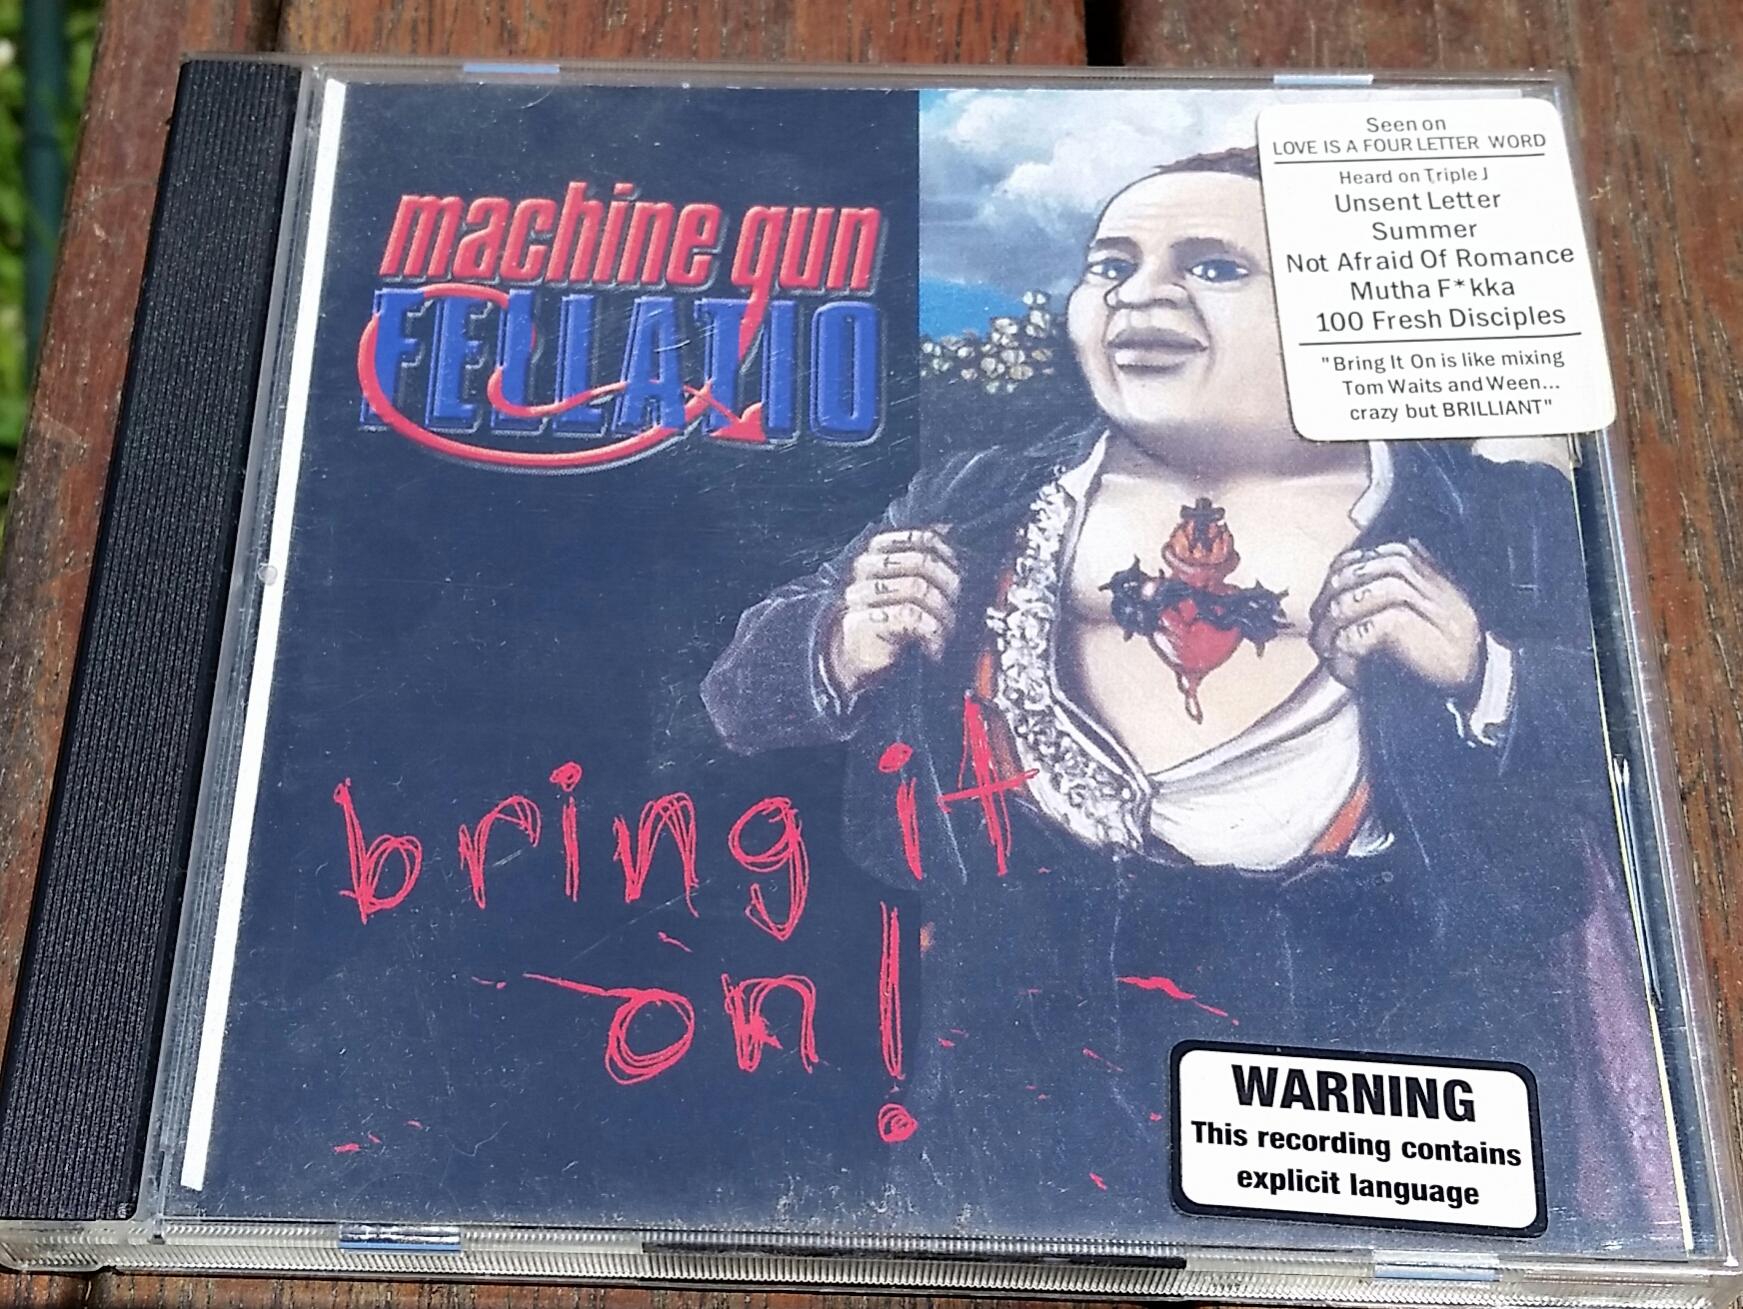 machine gun
FELLATIO
bring it
on!
Seen on
LOVE IS A FOUR LETTER WORD
Heard on Triple J
Unsent Letter
Summer
Not Afraid Of Romance
Mutha F*kka
100 Fresh Disciples
"Bring It On is like mixing
Tom Waits and Ween...
crazy but BRILLIANT"
WARNING
This recording contains
explicit language